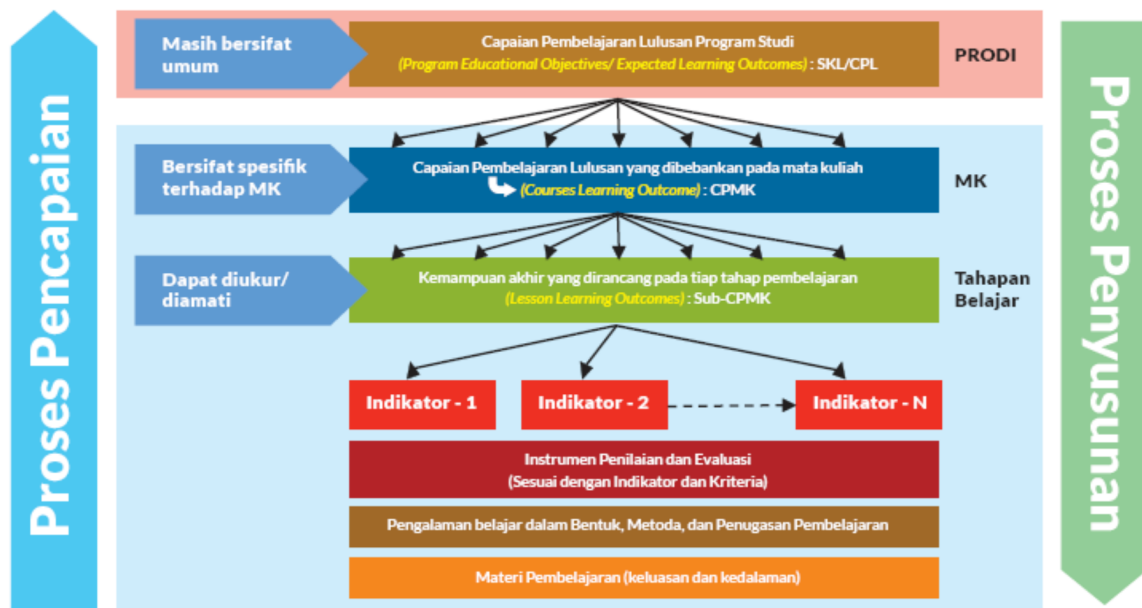 Proses Pencapaian
Masih bersifat
umum
Capaian Pembelajaran Lulusan Program Studi
(Program Educational Objectives/ Expected Learning Outcomes) : SKL/CPL
PRODI
Bersifat spesifik
terhadap MK
Capaian Pembelajaran Lulusan yang dibebankan pada mata kuliah
(Courses Learning Outcome) : CPMK
MK
Dapat diukur/
diamati
Kemampuan akhir yang dirancang pada tiap tahap pembelajaran
(Lesson Learning Outcomes) : Sub-CPMK
Tahapan
Belajar
Indikator - 1
Indikator - 2
Indikator - N
Instrumen Penilaian dan Evaluasi
(Sesuai dengan Indikator dan Kriteria)
Pengalaman belajar dalam Bentuk, Metoda, dan Penugasan Pembelajaran
Materi Pembelajaran (keluasan dan kedalaman)
Proses Penyusunan